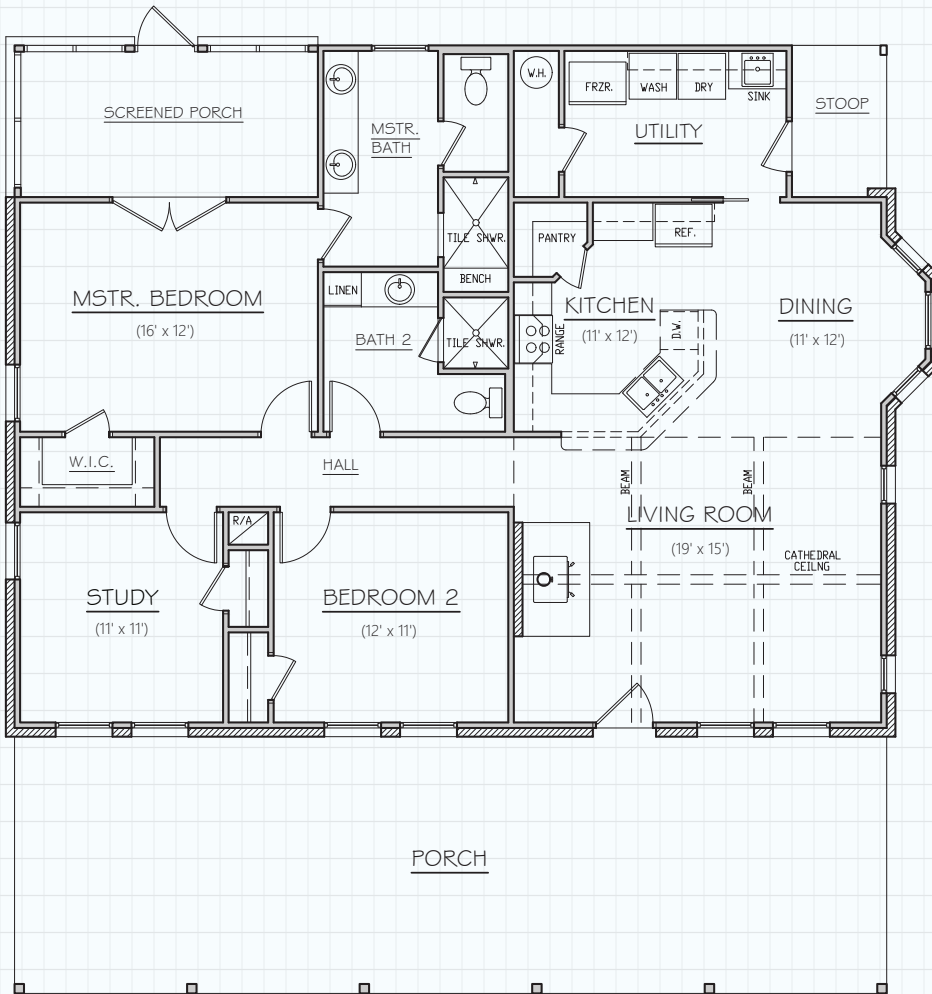 SCREENED PORCH
MSTR.
BATH
W.H.
FRZR.
WASH
DRY
SINK
UTILITY
STOOP
TILE SHWR.
BENCH
PANTRY
REF.
MSTR. BEDROOM
(16' x 12')
LINEN
BATH 2
TILE SHWR.
RANGE
KITCHEN
(11' x 12')
D.W.
DINING
(11' x 12')
W.I.C.
HALL
BEAM
BEAM
LIVING ROOM
(19' x 15')
CATHEDRAL
CEILNG
R/A
STUDY
(11' x 11')
BEDROOM 2
(12' x 11')
PORCH